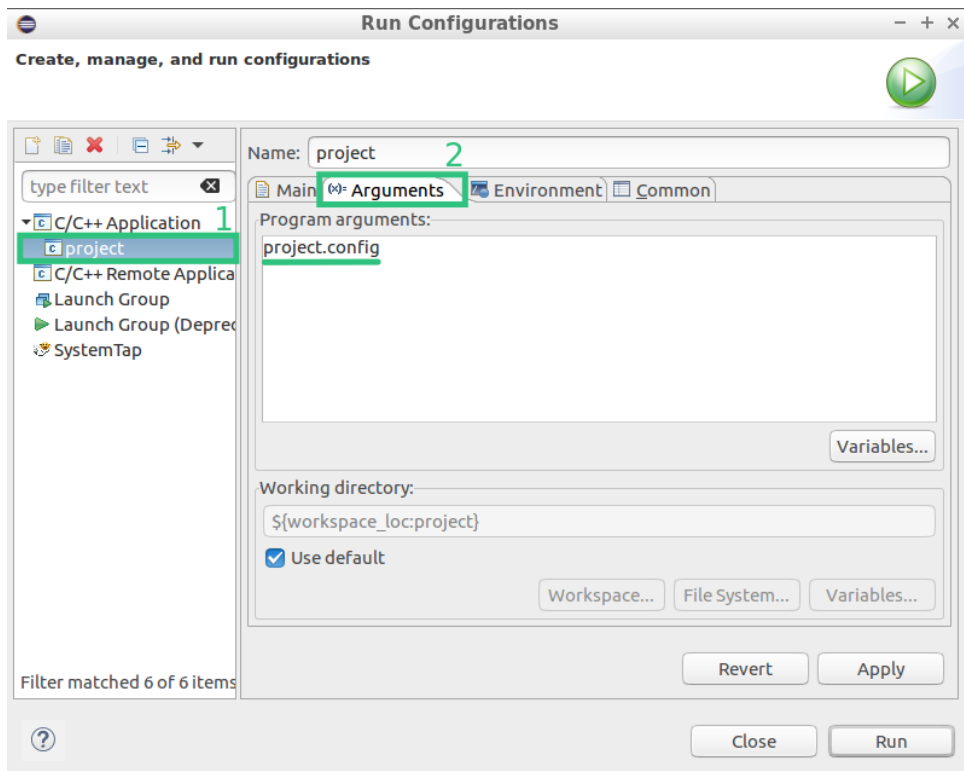 Run Configurations
Create, manage, and run configurations
Name: project
2
type filter text
Main
(x)= Arguments
Environment
Common
1
C/C++ Application
project
C/C++ Remote Applica
Launch Group
Launch Group (Deprec
SystemTap
Filter matched 6 of 6 items
Program arguments:
project.config
Variables...
Working directory:
${workspace_loc:project}
Use default
Workspace...
File System...
Variables...
Revert
Apply
?
Close
Run